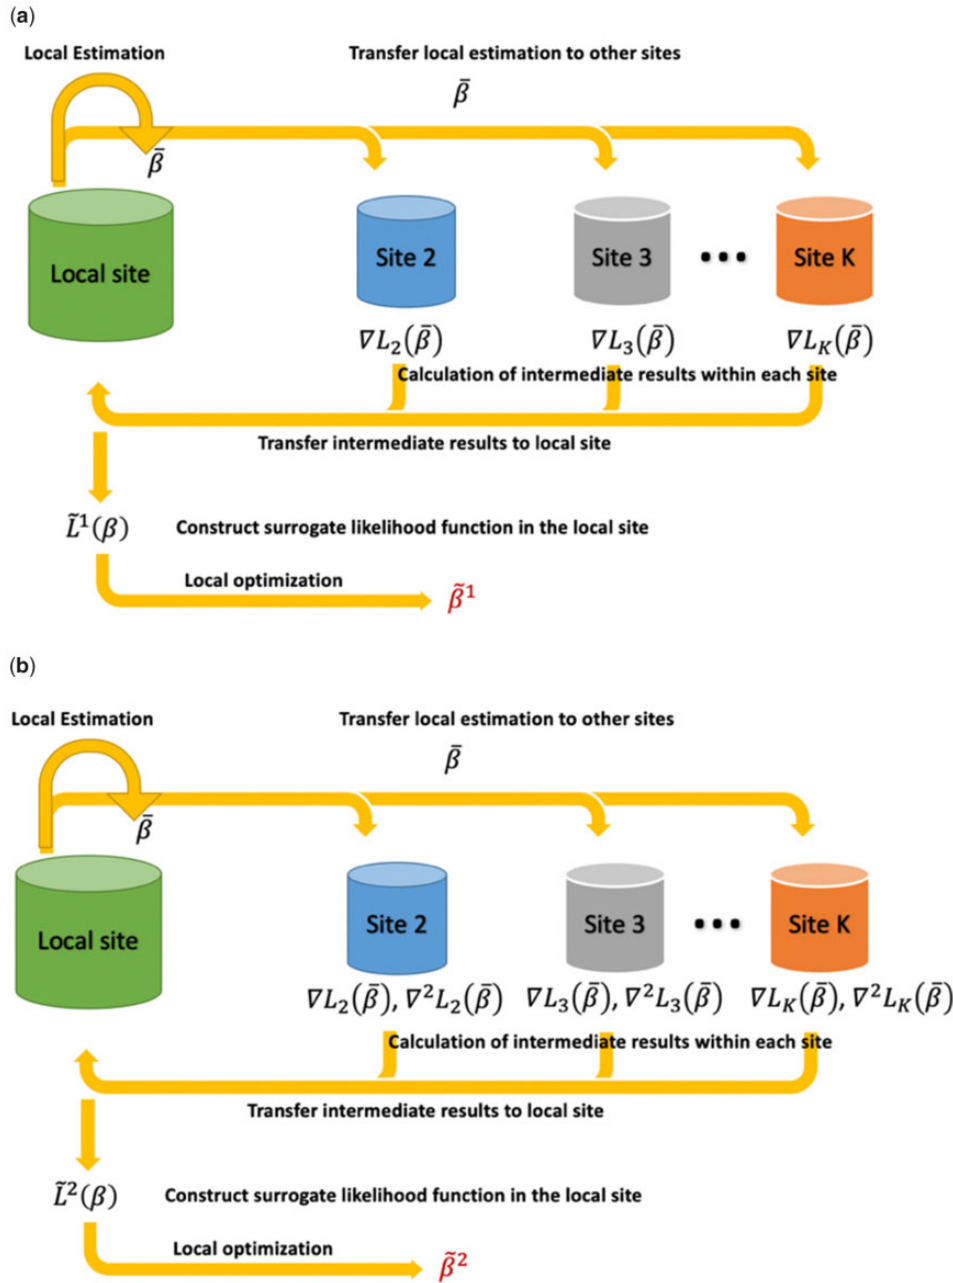 (a)
Local Estimation
Transfer local estimation to other sites
β̄
β̄
Local site
Site 2
Site 3
•••
Site K
∇L₂(β̄)
∇L₃(β̄)
∇L_K(β̄)
Calculation of intermediate results within each site
Transfer intermediate results to local site
L̃¹(β)
Construct surrogate likelihood function in the local site
Local optimization
β̃¹
(b)
Local Estimation
Transfer local estimation to other sites
β̄
β̄
Local site
Site 2
Site 3
•••
Site K
∇L₂(β̄), ∇²L₂(β̄)
∇L₃(β̄), ∇²L₃(β̄)
∇L_K(β̄), ∇²L_K(β̄)
Calculation of intermediate results within each site
Transfer intermediate results to local site
L̃²(β)
Construct surrogate likelihood function in the local site
Local optimization
β̃²